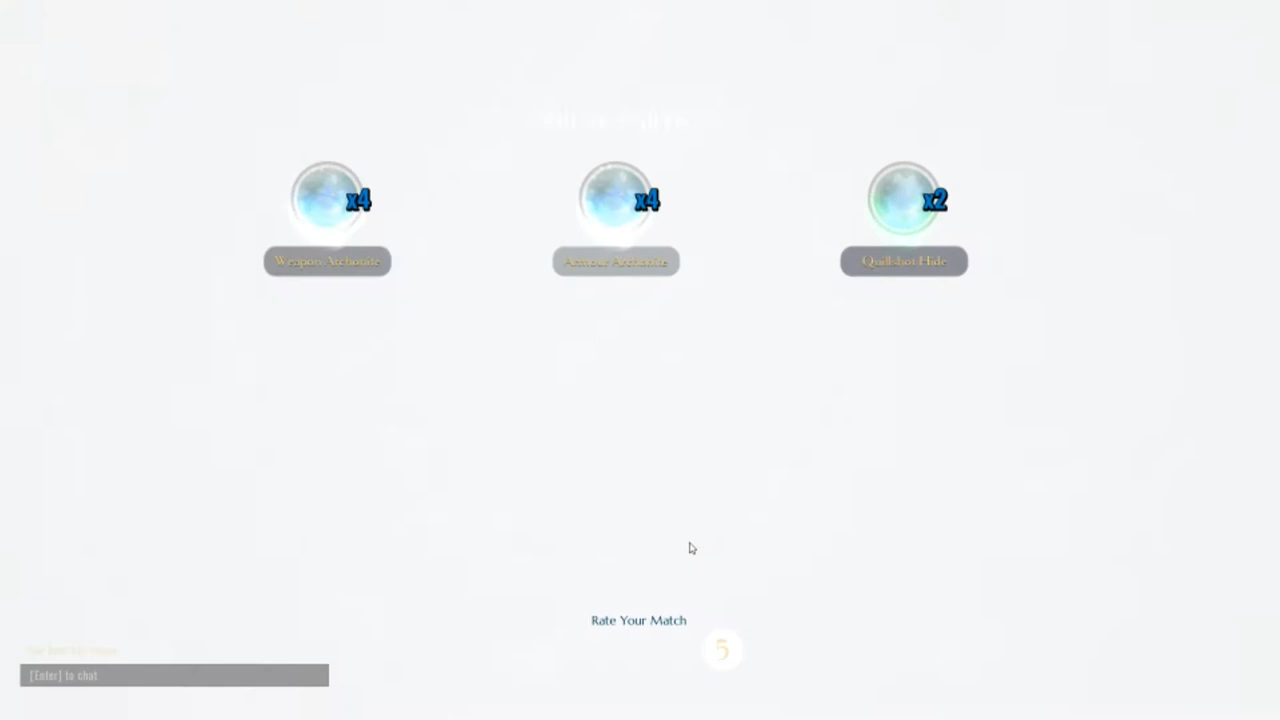 x4
x4
x2
Weapon Archonite
Armour Archonite
Quillshot Hide
Rate Your Match
5
[Enter] to chat